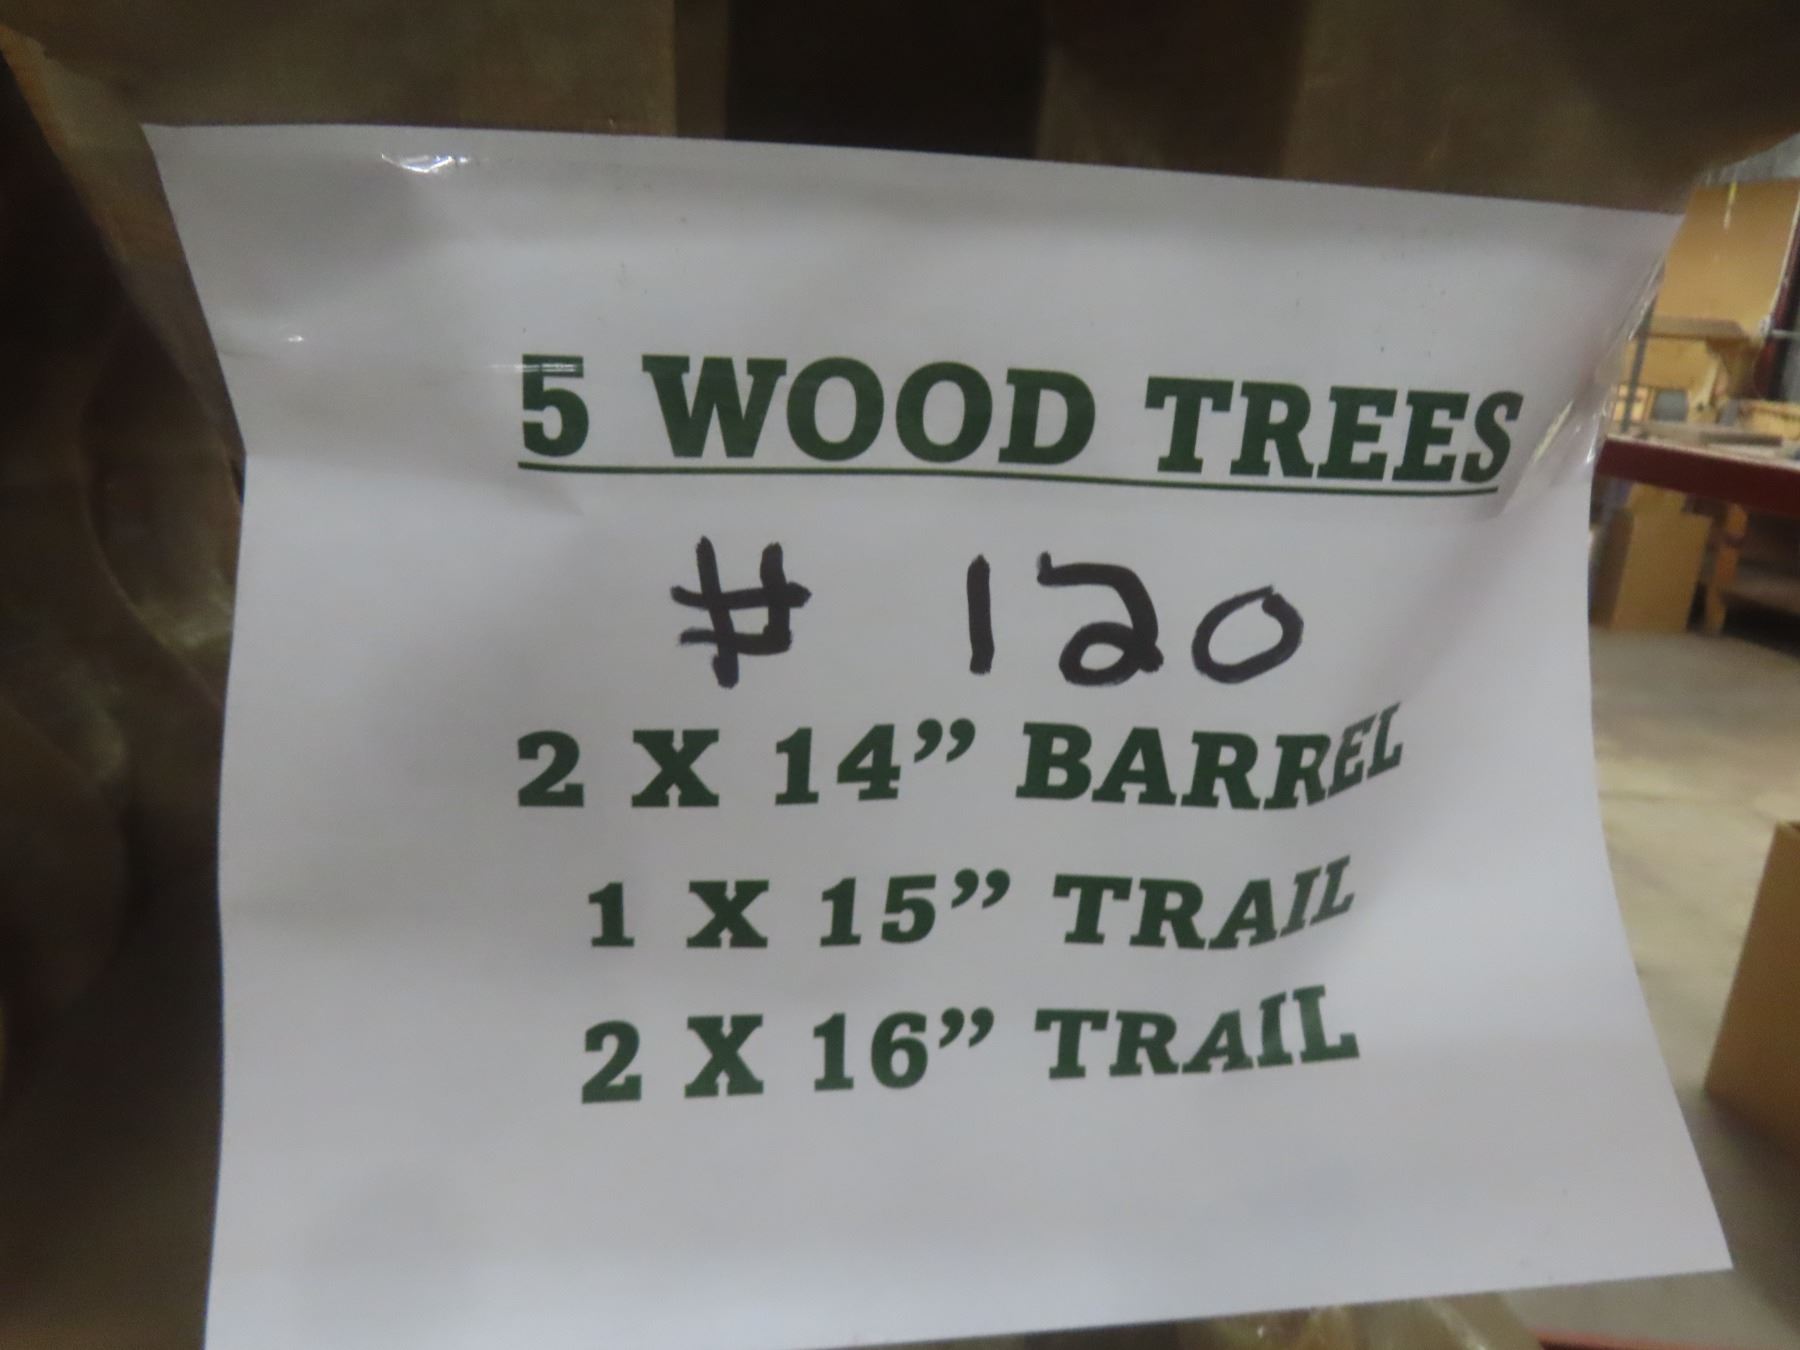 5 WOOD TREES
# 120
2 X 14” BARREL
1 X 15” TRAIL
2 X 16” TRAIL